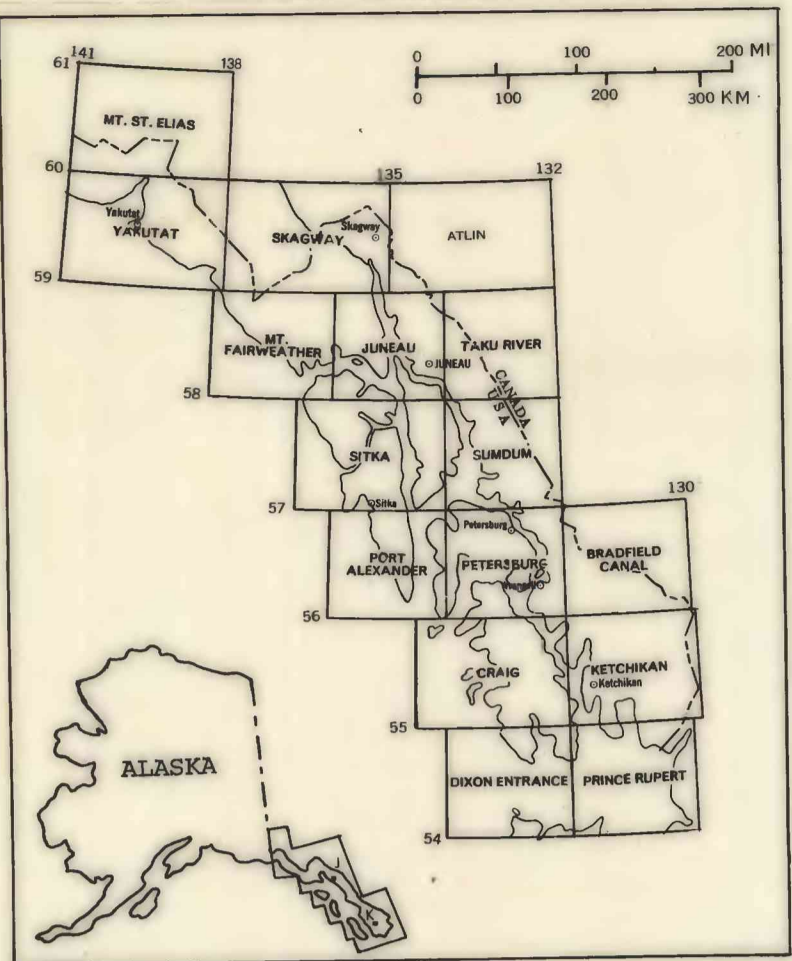 141
61
138
0 100 200 MI
0 100 200 300 KM
MT. ST. ELIAS
60
135
132
Yakutat
YAKUTAT
SKAGWAY
Skagway
ATLIN
59
MT.
FAIRWEATHER
JUNEAU
JUNEAU
TAKU RIVER
CANADA
USA
58
SITKA
SUMDUM
Sitka
57
130
Petersburg
PORT
ALEXANDER
PETERSBURG
Wrangell
BRADFIELD
CANAL
56
CRAIG
KETCHIKAN
Ketchikan
55
ALASKA
DIXON ENTRANCE
PRINCE RUPERT
54
J
K